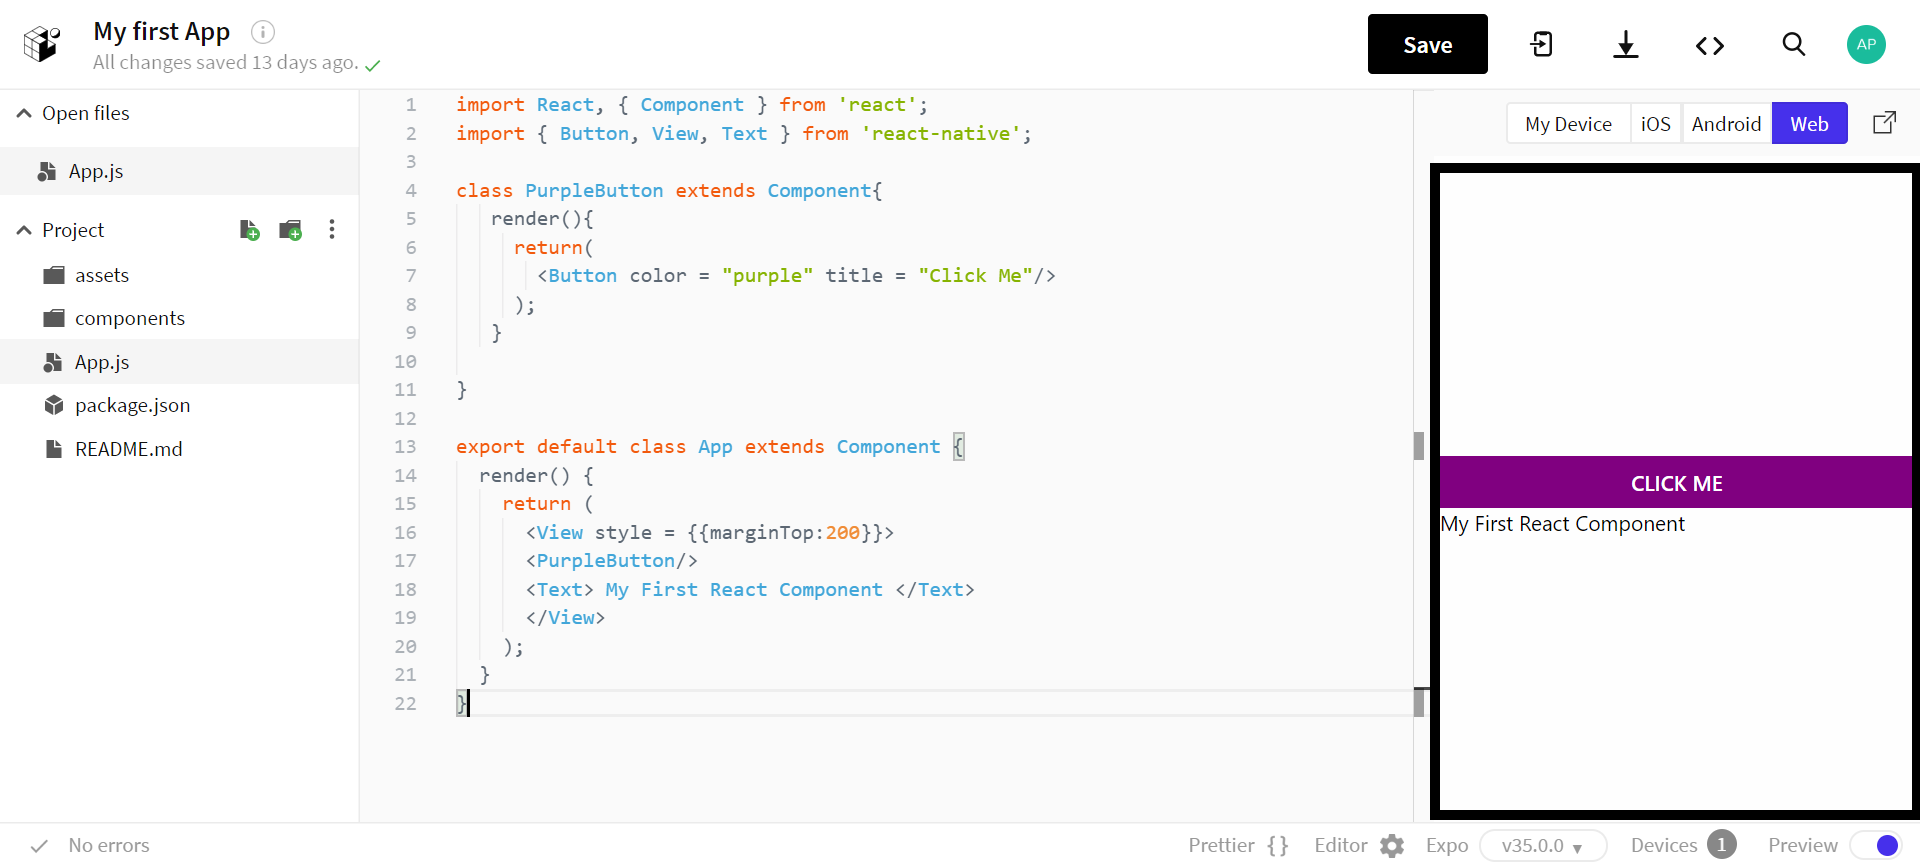 My first App
All changes saved 13 days ago.
Save
AP
Open files
App.js
Project
assets
components
App.js
package.json
README.md
1 import React, { Component } from 'react';
2 import { Button, View, Text } from 'react-native';
3
4 class PurpleButton extends Component{
5 render(){
6 return(
7 <Button color = "purple" title = "Click Me"/>
8 );
9 }
10
11 }
12
13 export default class App extends Component {
14 render() {
15 return (
16 <View style = {{marginTop:200}}>
17 <PurpleButton/>
18 <Text> My First React Component </Text>
19 </View>
20 );
21 }
22 }
My Device iOS Android Web
CLICK ME
My First React Component
No errors
Prettier {} Editor Expo v35.0.0 Devices 1 Preview